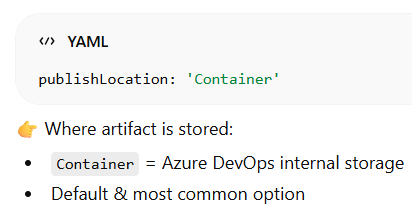 </> YAML
publishLocation: 'Container'
👉 Where artifact is stored:
• Container = Azure DevOps internal storage
• Default & most common option